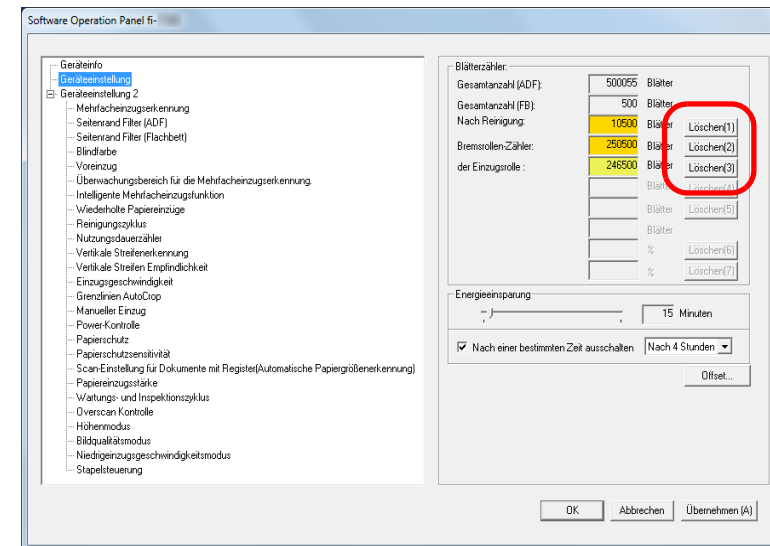 Software Operation Panel fi-
Geräteinfo
Geräteeinstellung
Geräteeinstellung 2
Mehrfacheinzugserkennung
Seitenrand Filter (ADF)
Seitenrand Filter (Flachbett)
Blindfarbe
Voreinzug
Überwachungsbereich für die Mehrfacheinzugserkennung.
Intelligente Mehrfacheinzugsfunktion
Wiederholte Papiereinzüge
Reinigungszyklus
Nutzungsdauerzähler
Vertikale Streifenerkennung
Vertikale Streifen Empfindlichkeit
Einzugsgeschwindigkeit
Grenzlinien AutoCrop
Manueller Einzug
Power-Kontrolle
Papierschutz
Papierschutzsensitivität
Scan-Einstellung für Dokumente mit Register(Automatische Papiergrößenerkennung)
Papiereinzugsstärke
Wartungs- und Inspektionszyklus
Overscan Kontrolle
Höhenmodus
Bildqualitätsmodus
Niedrigeinzugsgeschwindigkeitsmodus
Stapelsteuerung
Blätterzähler:
Gesamtanzahl (ADF): 500055 Blätter
Gesamtanzahl (FB): 500 Blätter
Nach Reinigung: 10500 Blätter Löschen(1)
Bremsrollen-Zähler: 250500 Blätter Löschen(2)
der Einzugsrolle : 246500 Blätter Löschen(3)
Blätter Löschen(4)
Blätter Löschen(5)
Blätter
% Löschen(6)
% Löschen(7)
Energieeinsparung
15 Minuten
Nach einer bestimmten Zeit ausschalten Nach 4 Stunden
Offset...
OK Abbrechen Übernehmen (A)